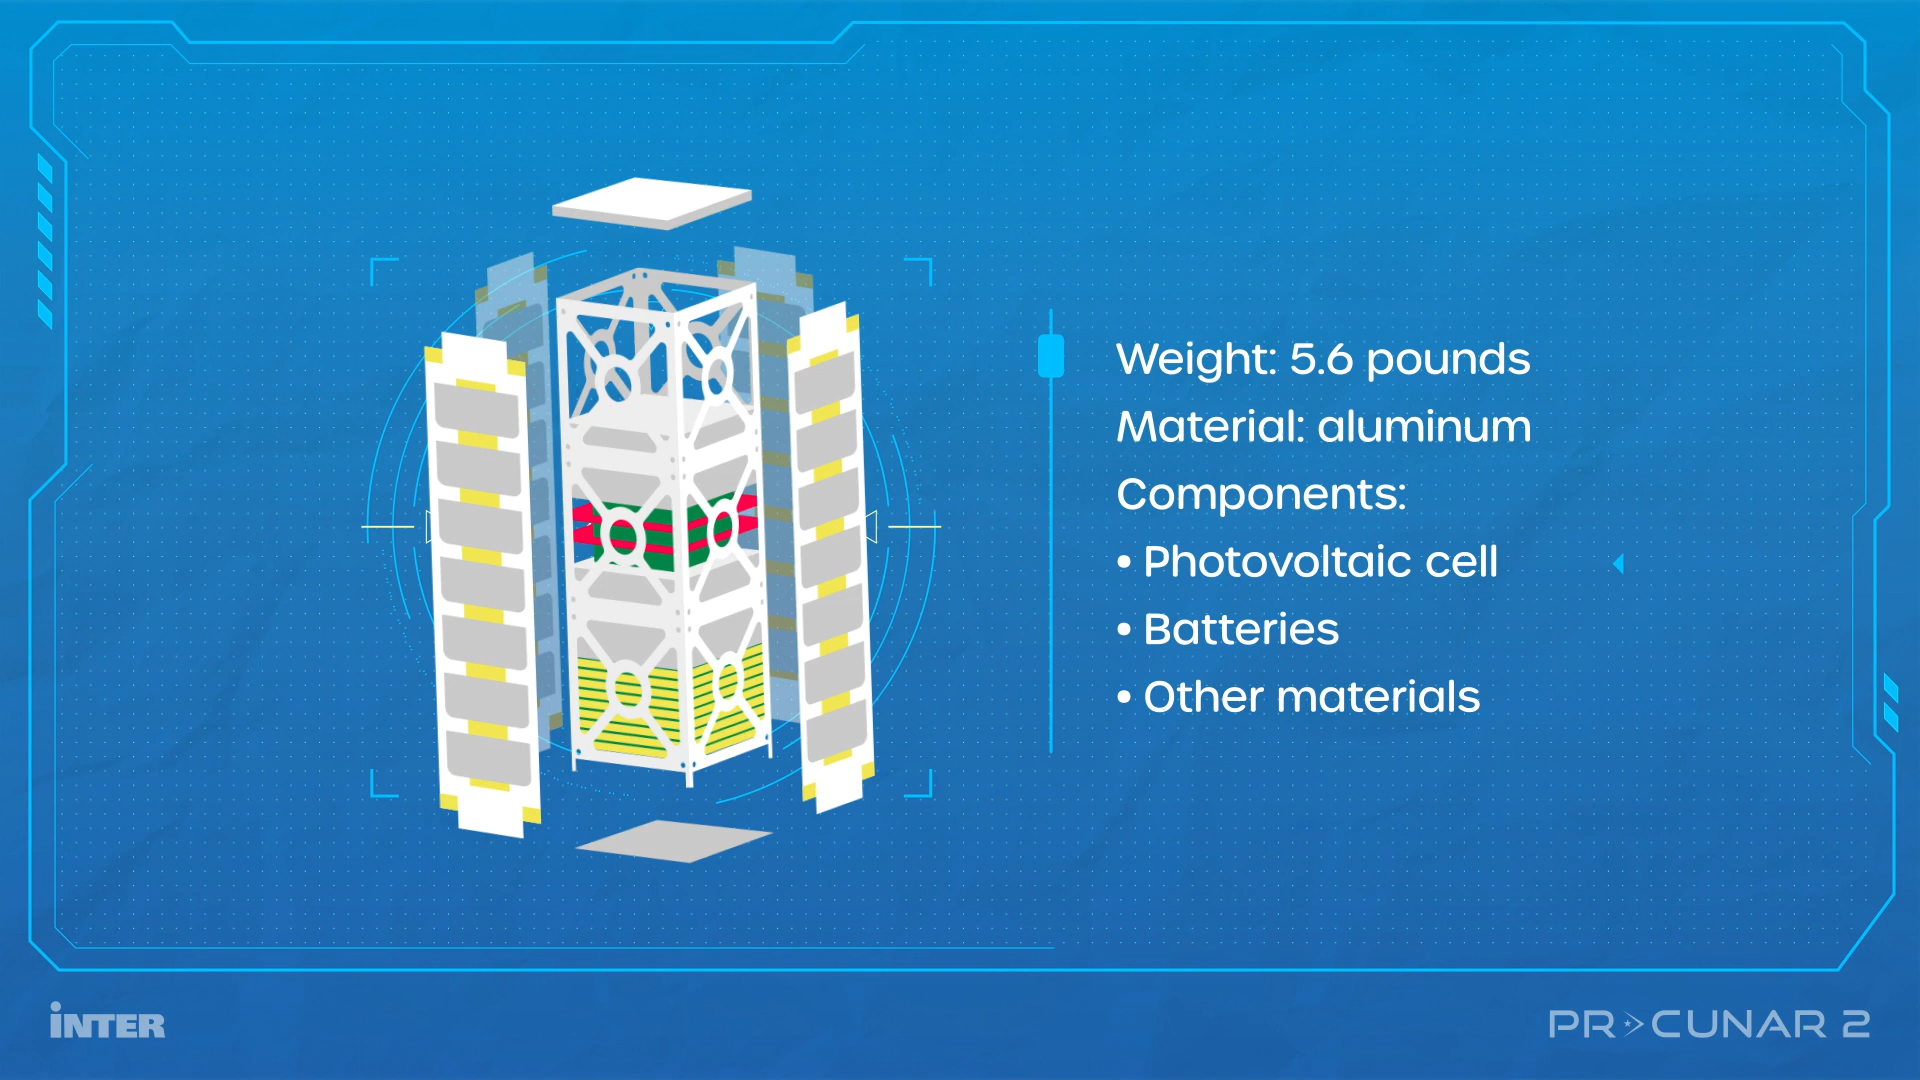 Weight: 5.6 pounds
Material: aluminum
Components:
• Photovoltaic cell
• Batteries
• Other materials
iNTER
PR CUNAR 2